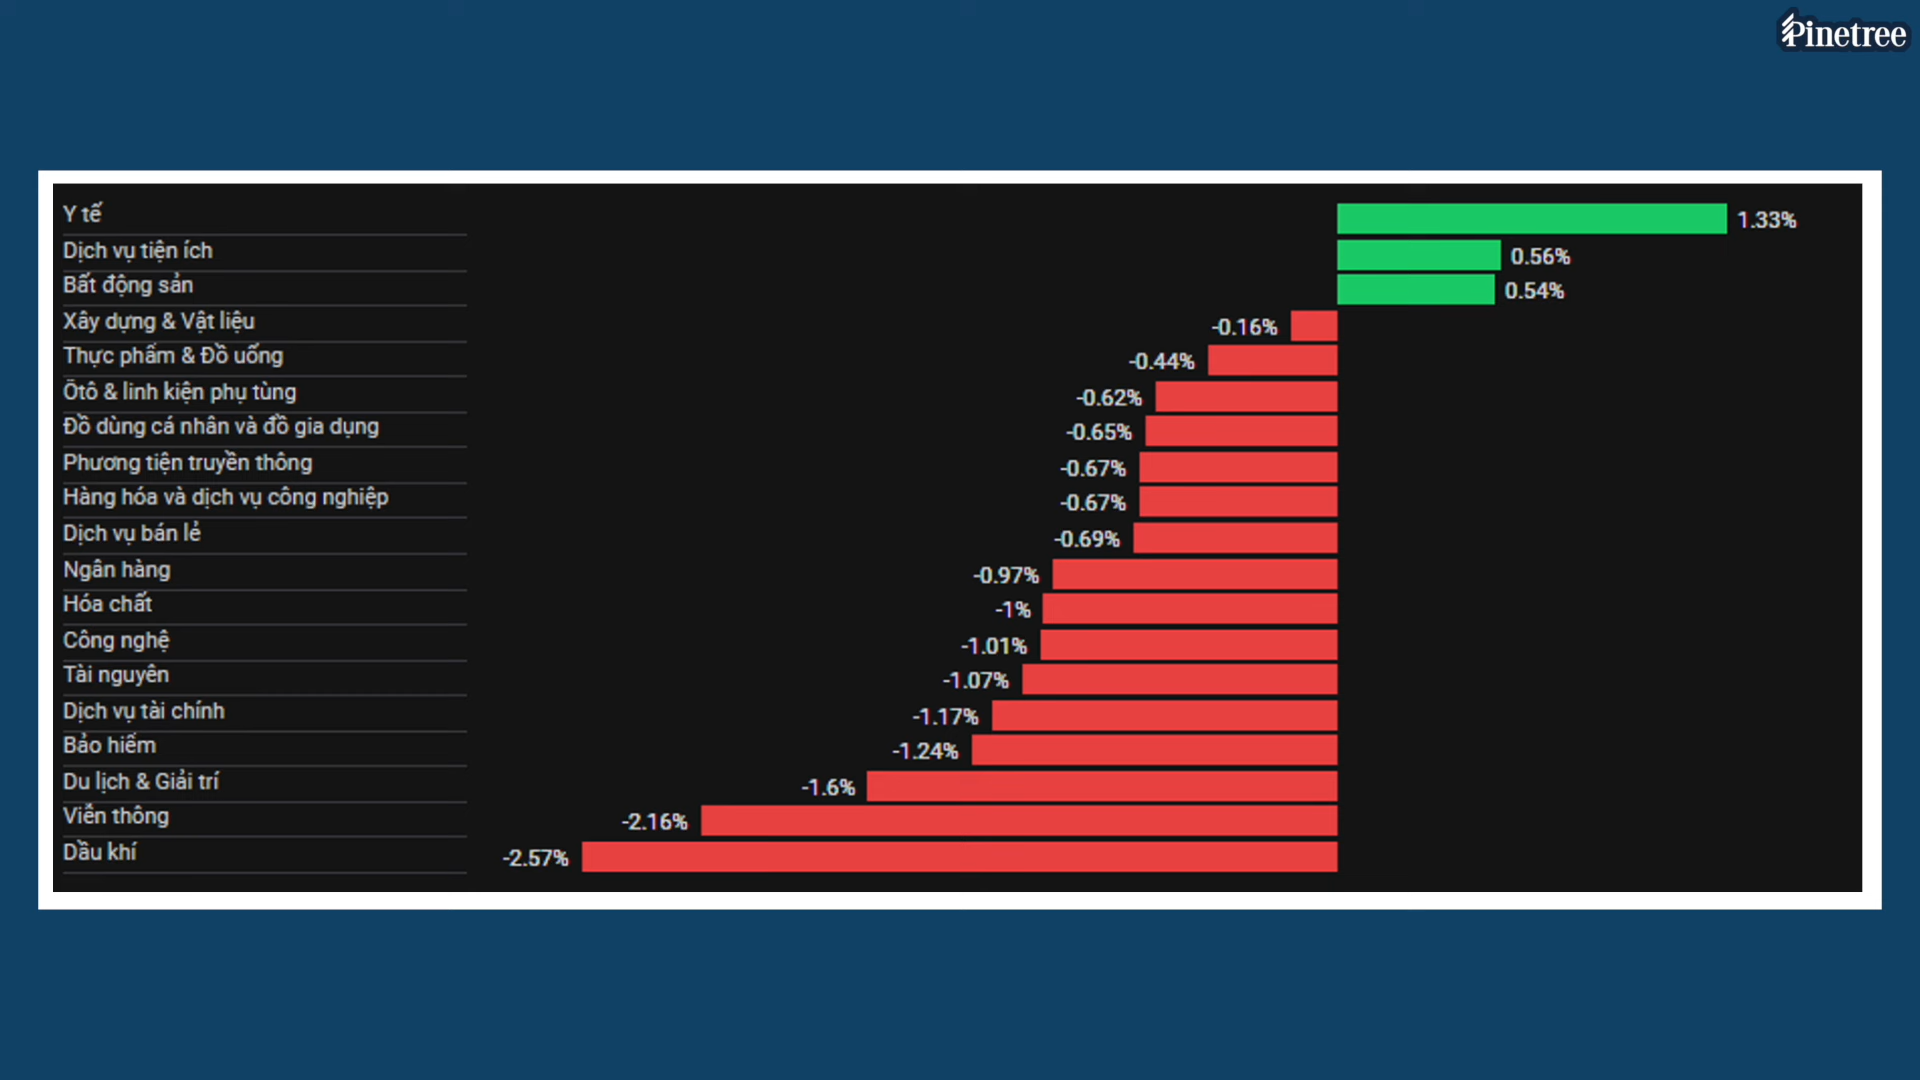 Pinetree
Y tế 1.33%
Dịch vụ tiện ích 0.56%
Bất động sản 0.54%
Xây dựng & Vật liệu -0.16%
Thực phẩm & Đồ uống -0.44%
Ôtô & linh kiện phụ tùng -0.62%
Đồ dùng cá nhân và đồ gia dụng -0.65%
Phương tiện truyền thông -0.67%
Hàng hóa và dịch vụ công nghiệp -0.67%
Dịch vụ bán lẻ -0.69%
Ngân hàng -0.97%
Hóa chất -1%
Công nghệ -1.01%
Tài nguyên -1.07%
Dịch vụ tài chính -1.17%
Bảo hiểm -1.24%
Du lịch & Giải trí -1.6%
Viễn thông -2.16%
Dầu khí -2.57%